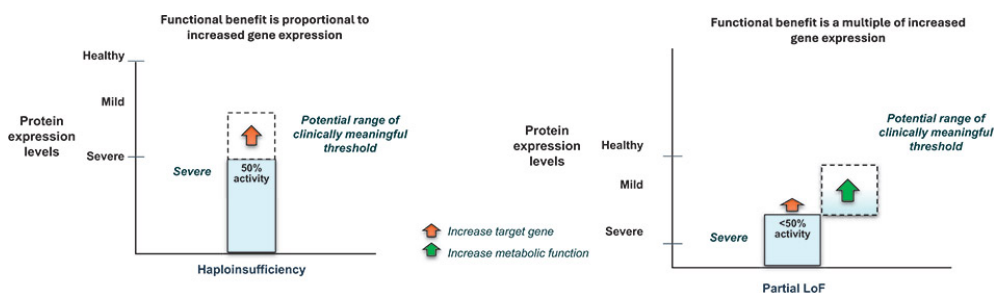 Functional benefit is proportional to
increased gene expression
Healthy
Mild
Severe
Protein
expression
levels
Severe
50%
activity
Potential range of
clinically meaningful
threshold
Haploinsufficiency
Increase target gene
Increase metabolic function
Functional benefit is a multiple of increased
gene expression
Protein
expression
levels
Healthy
Mild
Severe
Severe
<50%
activity
Potential range of
clinically meaningful
threshold
Partial LoF